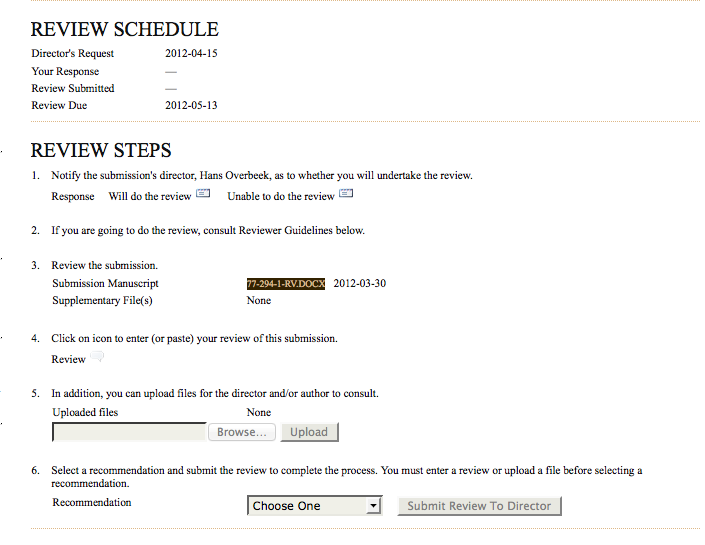 REVIEW SCHEDULE
Director's Request 2012-04-15
Your Response —
Review Submitted —
Review Due 2012-05-13
REVIEW STEPS
1. Notify the submission's director, Hans Overbeek, as to whether you will undertake the review.
Response Will do the review Unable to do the review
2. If you are going to do the review, consult Reviewer Guidelines below.
3. Review the submission.
Submission Manuscript 77-294-1-RV.DOCX 2012-03-30
Supplementary File(s) None
4. Click on icon to enter (or paste) your review of this submission.
Review
5. In addition, you can upload files for the director and/or author to consult.
Uploaded files None
Browse... Upload
6. Select a recommendation and submit the review to complete the process. You must enter a review or upload a file before selecting a
recommendation.
Recommendation Choose One Submit Review To Director